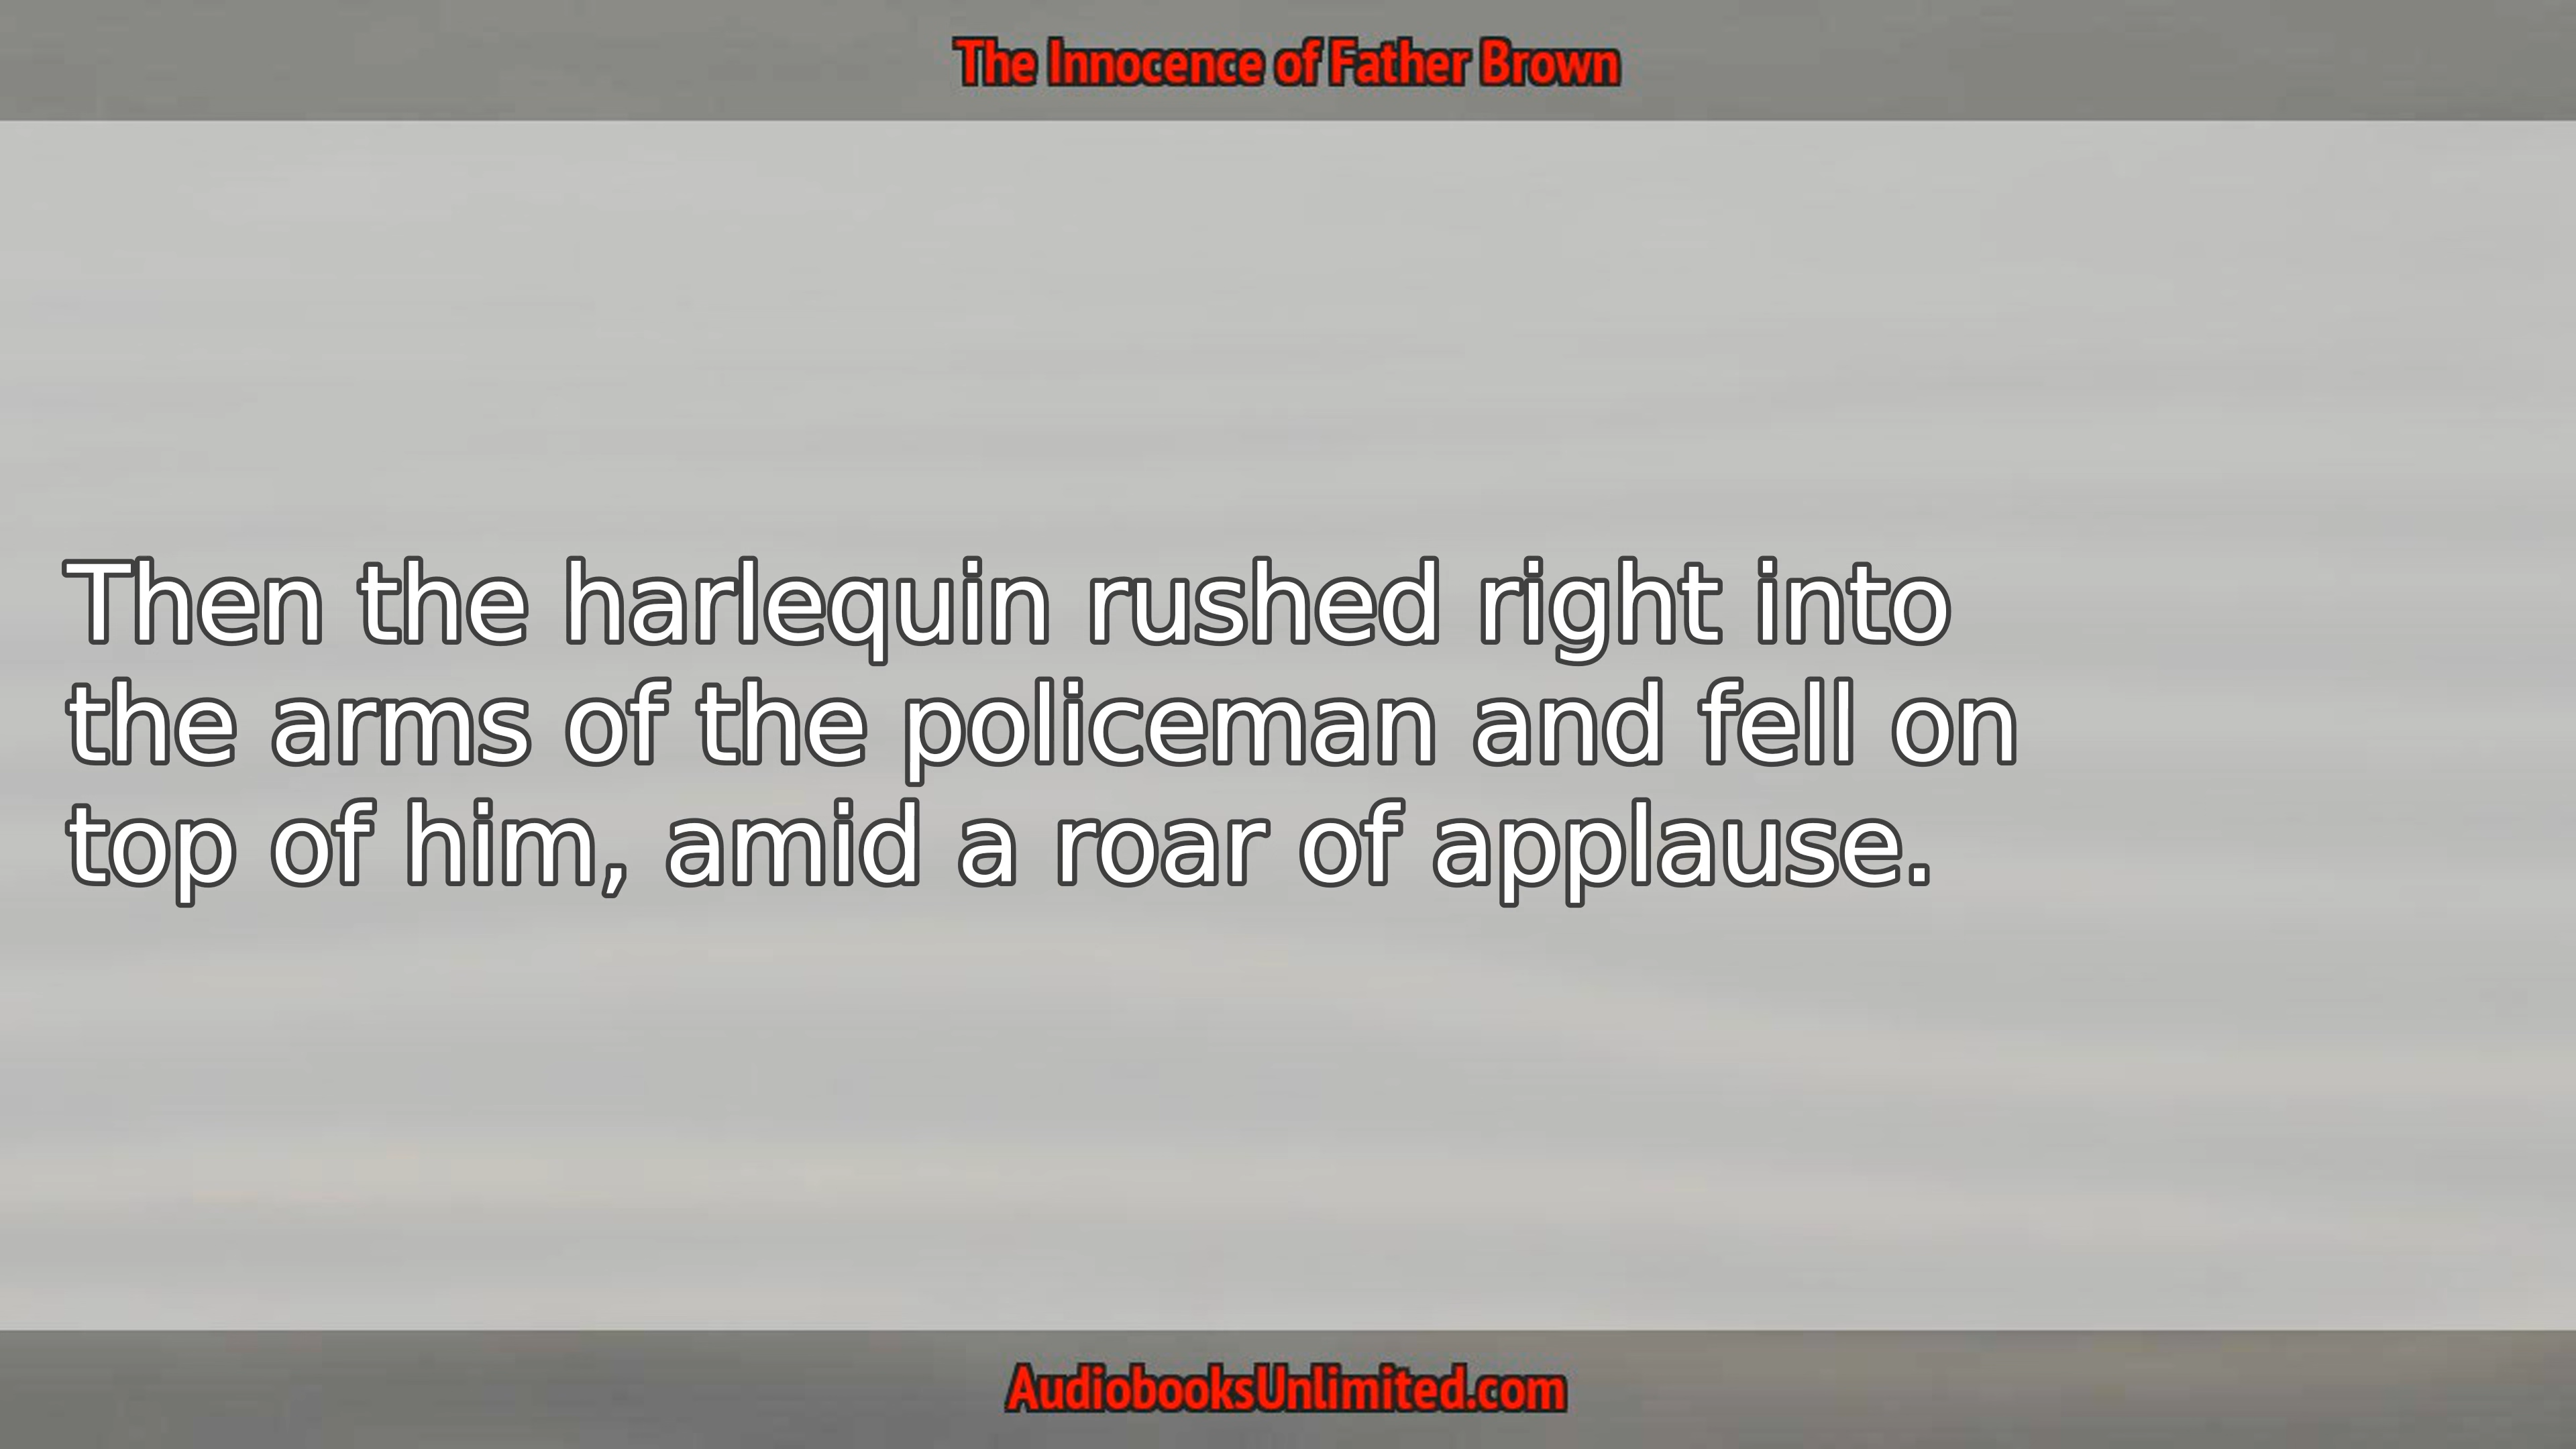 The Innocence of Father Brown
Then the harlequin rushed right into
the arms of the policeman and fell on
top of him, amid a roar of applause.
AudiobooksUnlimited.com